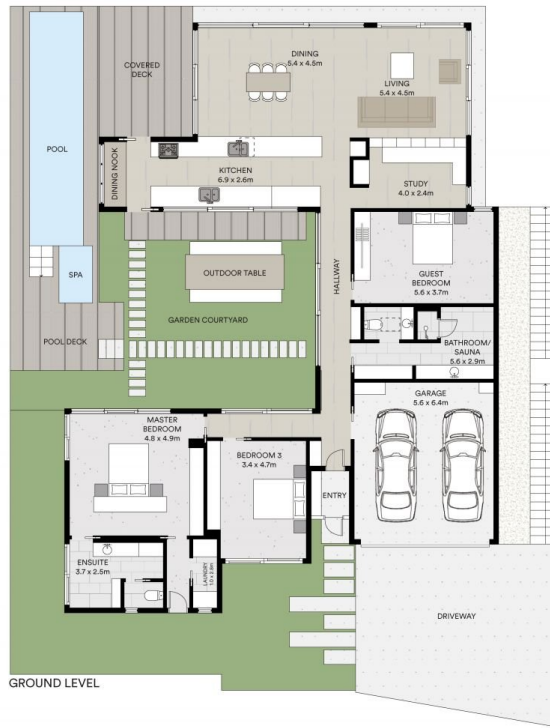 DINING
5.4 x 4.5m
LIVING
5.4 x 4.5m
COVERED
DECK
POOL
DINING NOOK
KITCHEN
6.9 x 2.6m
STUDY
4.0 x 2.4m
HALLWAY
GUEST
BEDROOM
5.6 x 3.7m
OUTDOOR TABLE
SPA
GARDEN COURTYARD
POOL DECK
BATHROOM/
SAUNA
5.6 x 2.9m
GARAGE
5.6 x 6.4m
MASTER
BEDROOM
4.8 x 4.9m
BEDROOM 3
3.4 x 4.7m
ENTRY
ENSUITE
3.7 x 2.5m
LAUNDRY
DRIVEWAY
GROUND LEVEL